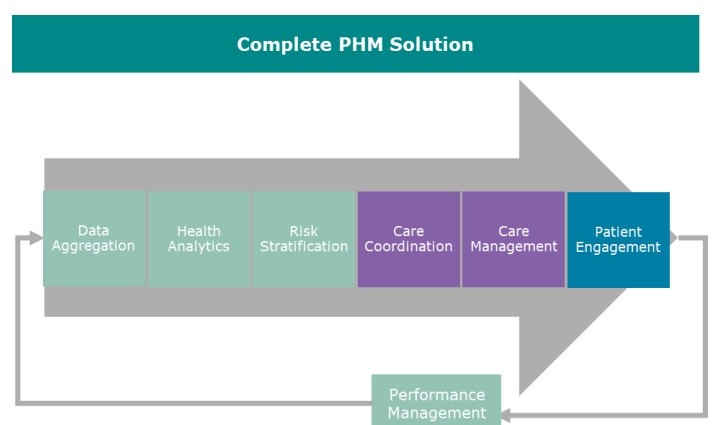 Complete PHM Solution
Data
Aggregation
Health
Analytics
Risk
Stratification
Care
Coordination
Care
Management
Patient
Engagement
Performance
Management